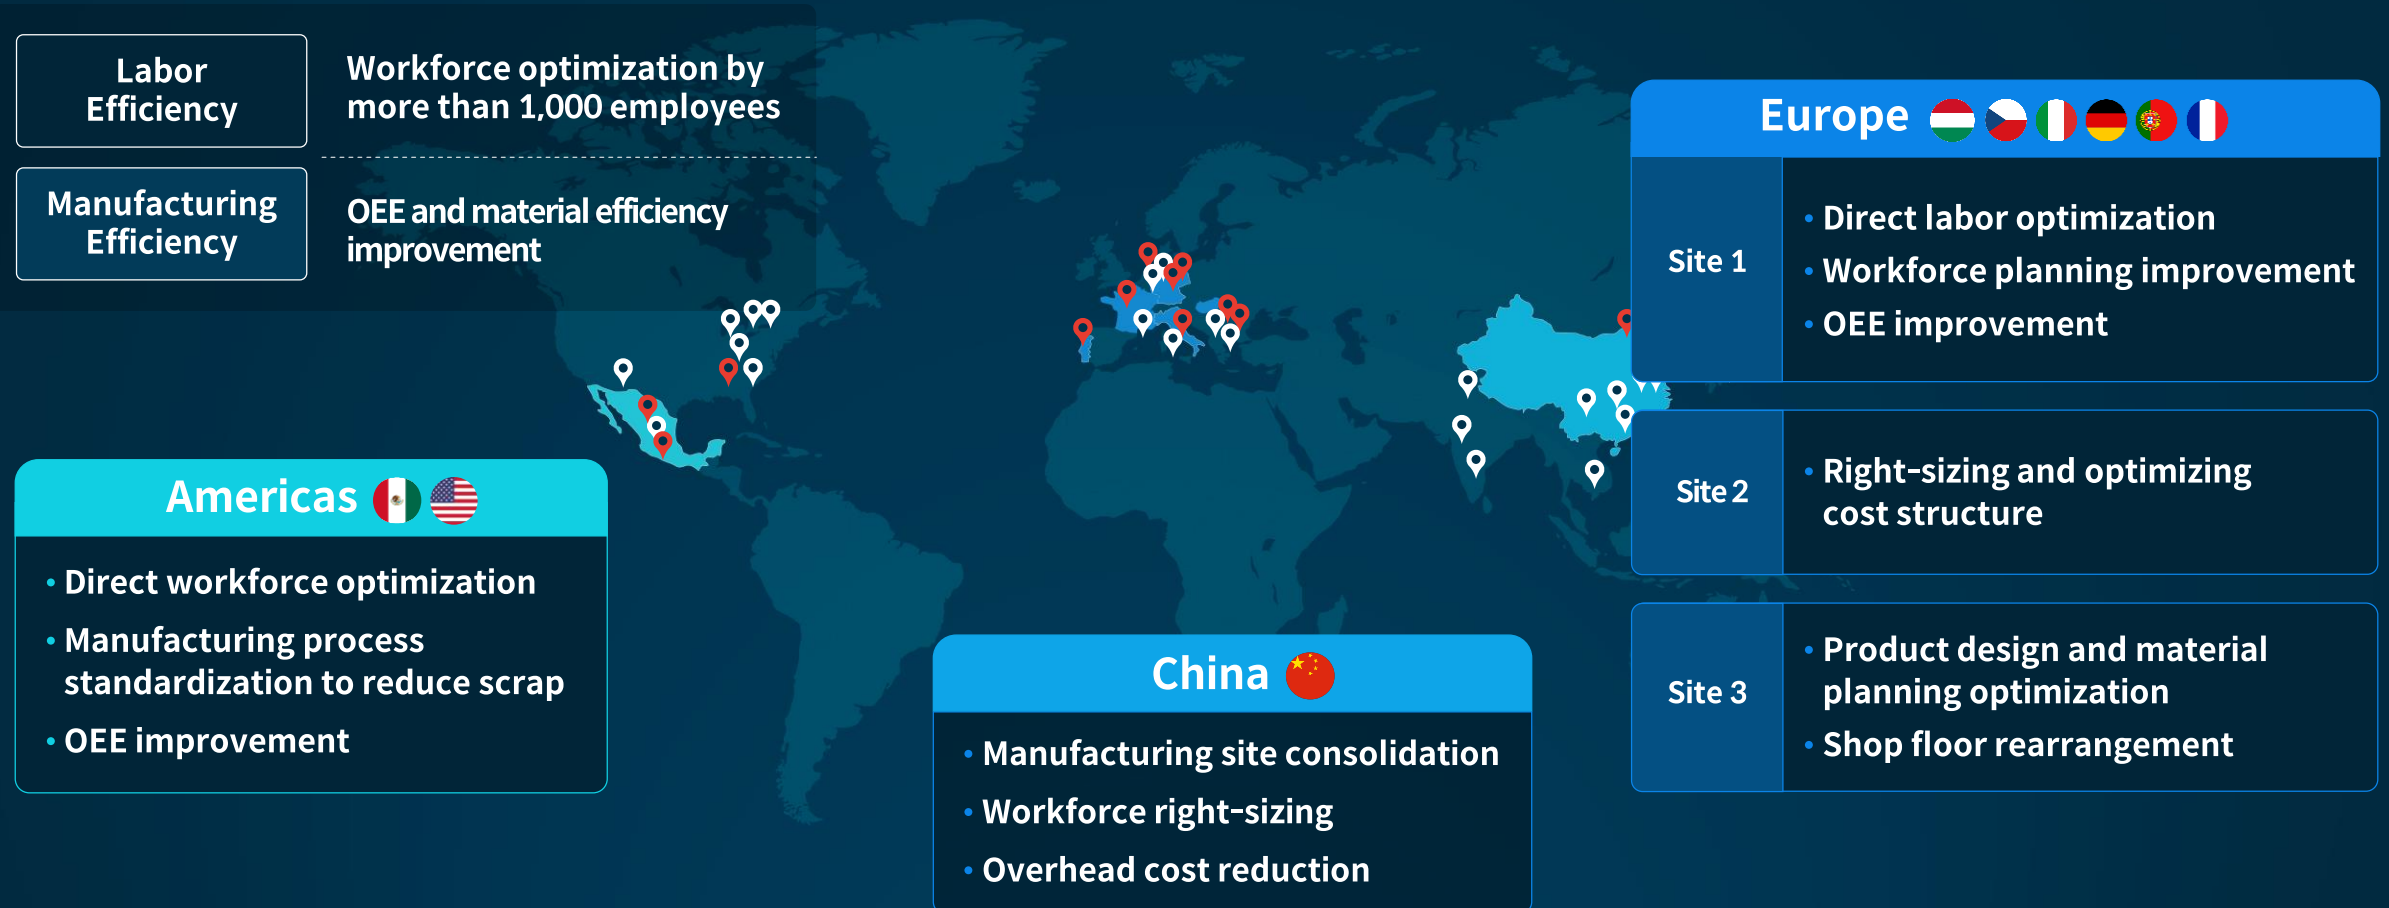 Labor
Efficiency
Workforce optimization by
more than 1,000 employees
Manufacturing
Efficiency
OEE and material efficiency
improvement
Americas
• Direct workforce optimization
• Manufacturing process
standardization to reduce scrap
• OEE improvement
China
• Manufacturing site consolidation
• Workforce right-sizing
• Overhead cost reduction
Europe
Site 1
• Direct labor optimization
• Workforce planning improvement
• OEE improvement
Site 2
• Right-sizing and optimizing
cost structure
Site 3
• Product design and material
planning optimization
• Shop floor rearrangement